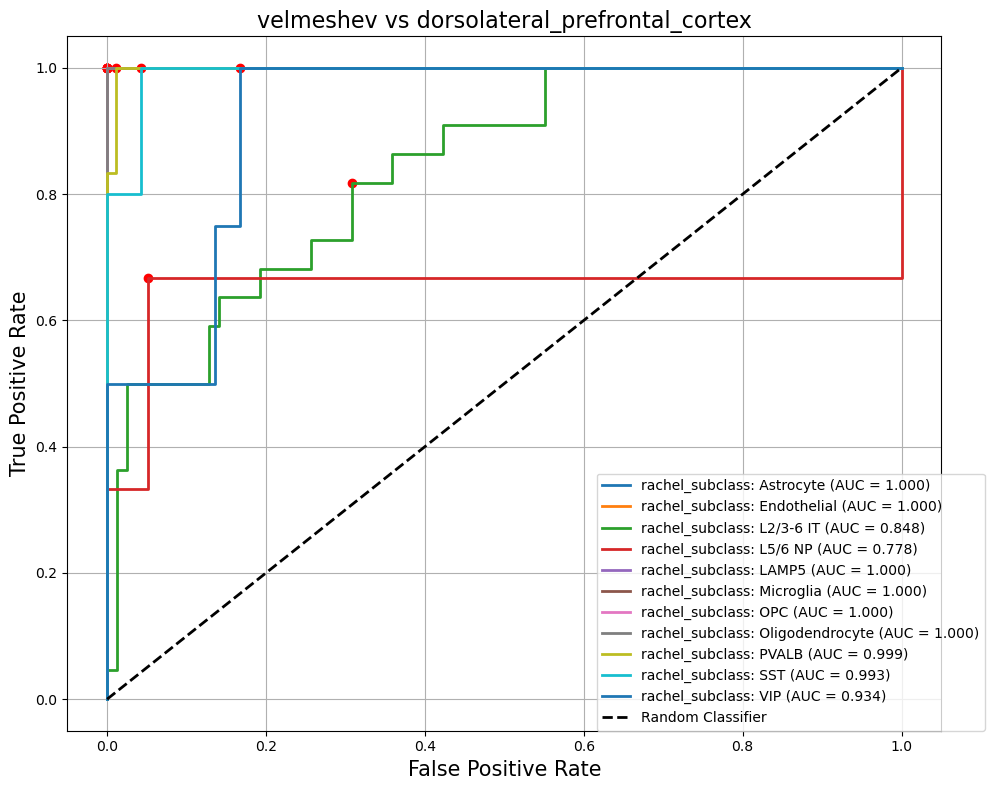 velmeshev vs dorsolateral_prefrontal_cortex
True Positive Rate
1.0
0.8
0.6
0.4
0.2
0.0
0.0
0.2
0.4
0.6
0.8
1.0
False Positive Rate
rachel_subclass: Astrocyte (AUC = 1.000)
rachel_subclass: Endothelial (AUC = 1.000)
rachel_subclass: L2/3-6 IT (AUC = 0.848)
rachel_subclass: L5/6 NP (AUC = 0.778)
rachel_subclass: LAMP5 (AUC = 1.000)
rachel_subclass: Microglia (AUC = 1.000)
rachel_subclass: OPC (AUC = 1.000)
rachel_subclass: Oligodendrocyte (AUC = 1.000)
rachel_subclass: PVALB (AUC = 0.999)
rachel_subclass: SST (AUC = 0.993)
rachel_subclass: VIP (AUC = 0.934)
Random Classifier